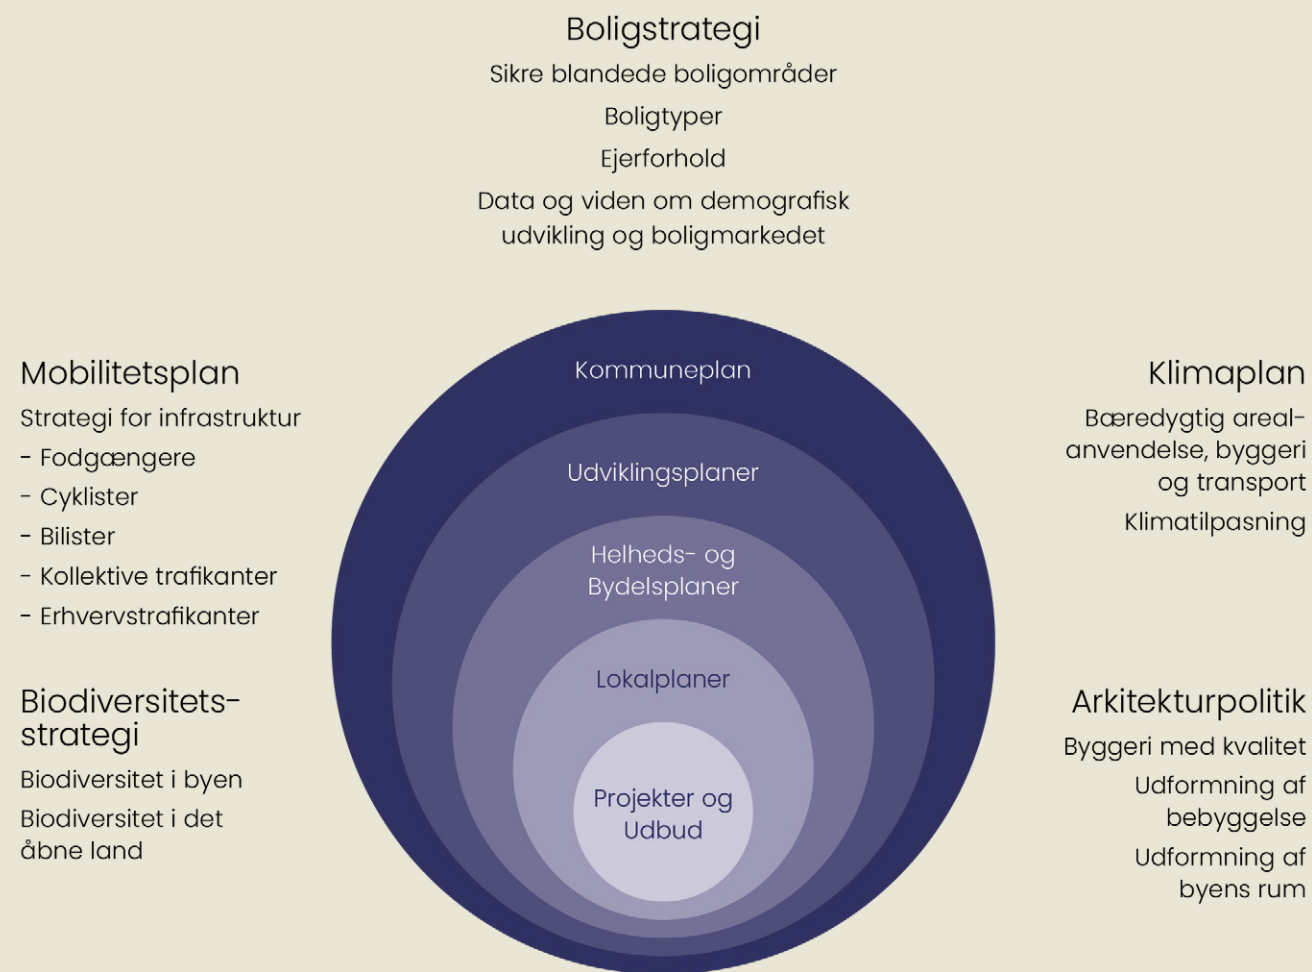 Boligstrategi
Sikre blandede boligområder
Boligtyper
Ejerforhold
Data og viden om demografisk
udvikling og boligmarkedet
Mobilitetsplan
Strategi for infrastruktur
- Fodgængere
- Cyklister
- Bilister
- Kollektive trafikanter
- Erhvervstrafikanter
Biodiversitets-
strategi
Biodiversitet i byen
Biodiversitet i det
åbne land
Kommuneplan
Udviklingsplaner
Helheds- og
Bydelsplaner
Lokalplaner
Projekter og
Udbud
Klimaplan
Bæredygtig areal-
anvendelse, byggeri
og transport
Klimatilpasning
Arkitekturpolitik
Byggeri med kvalitet
Udformning af
bebyggelse
Udformning af
byens rum